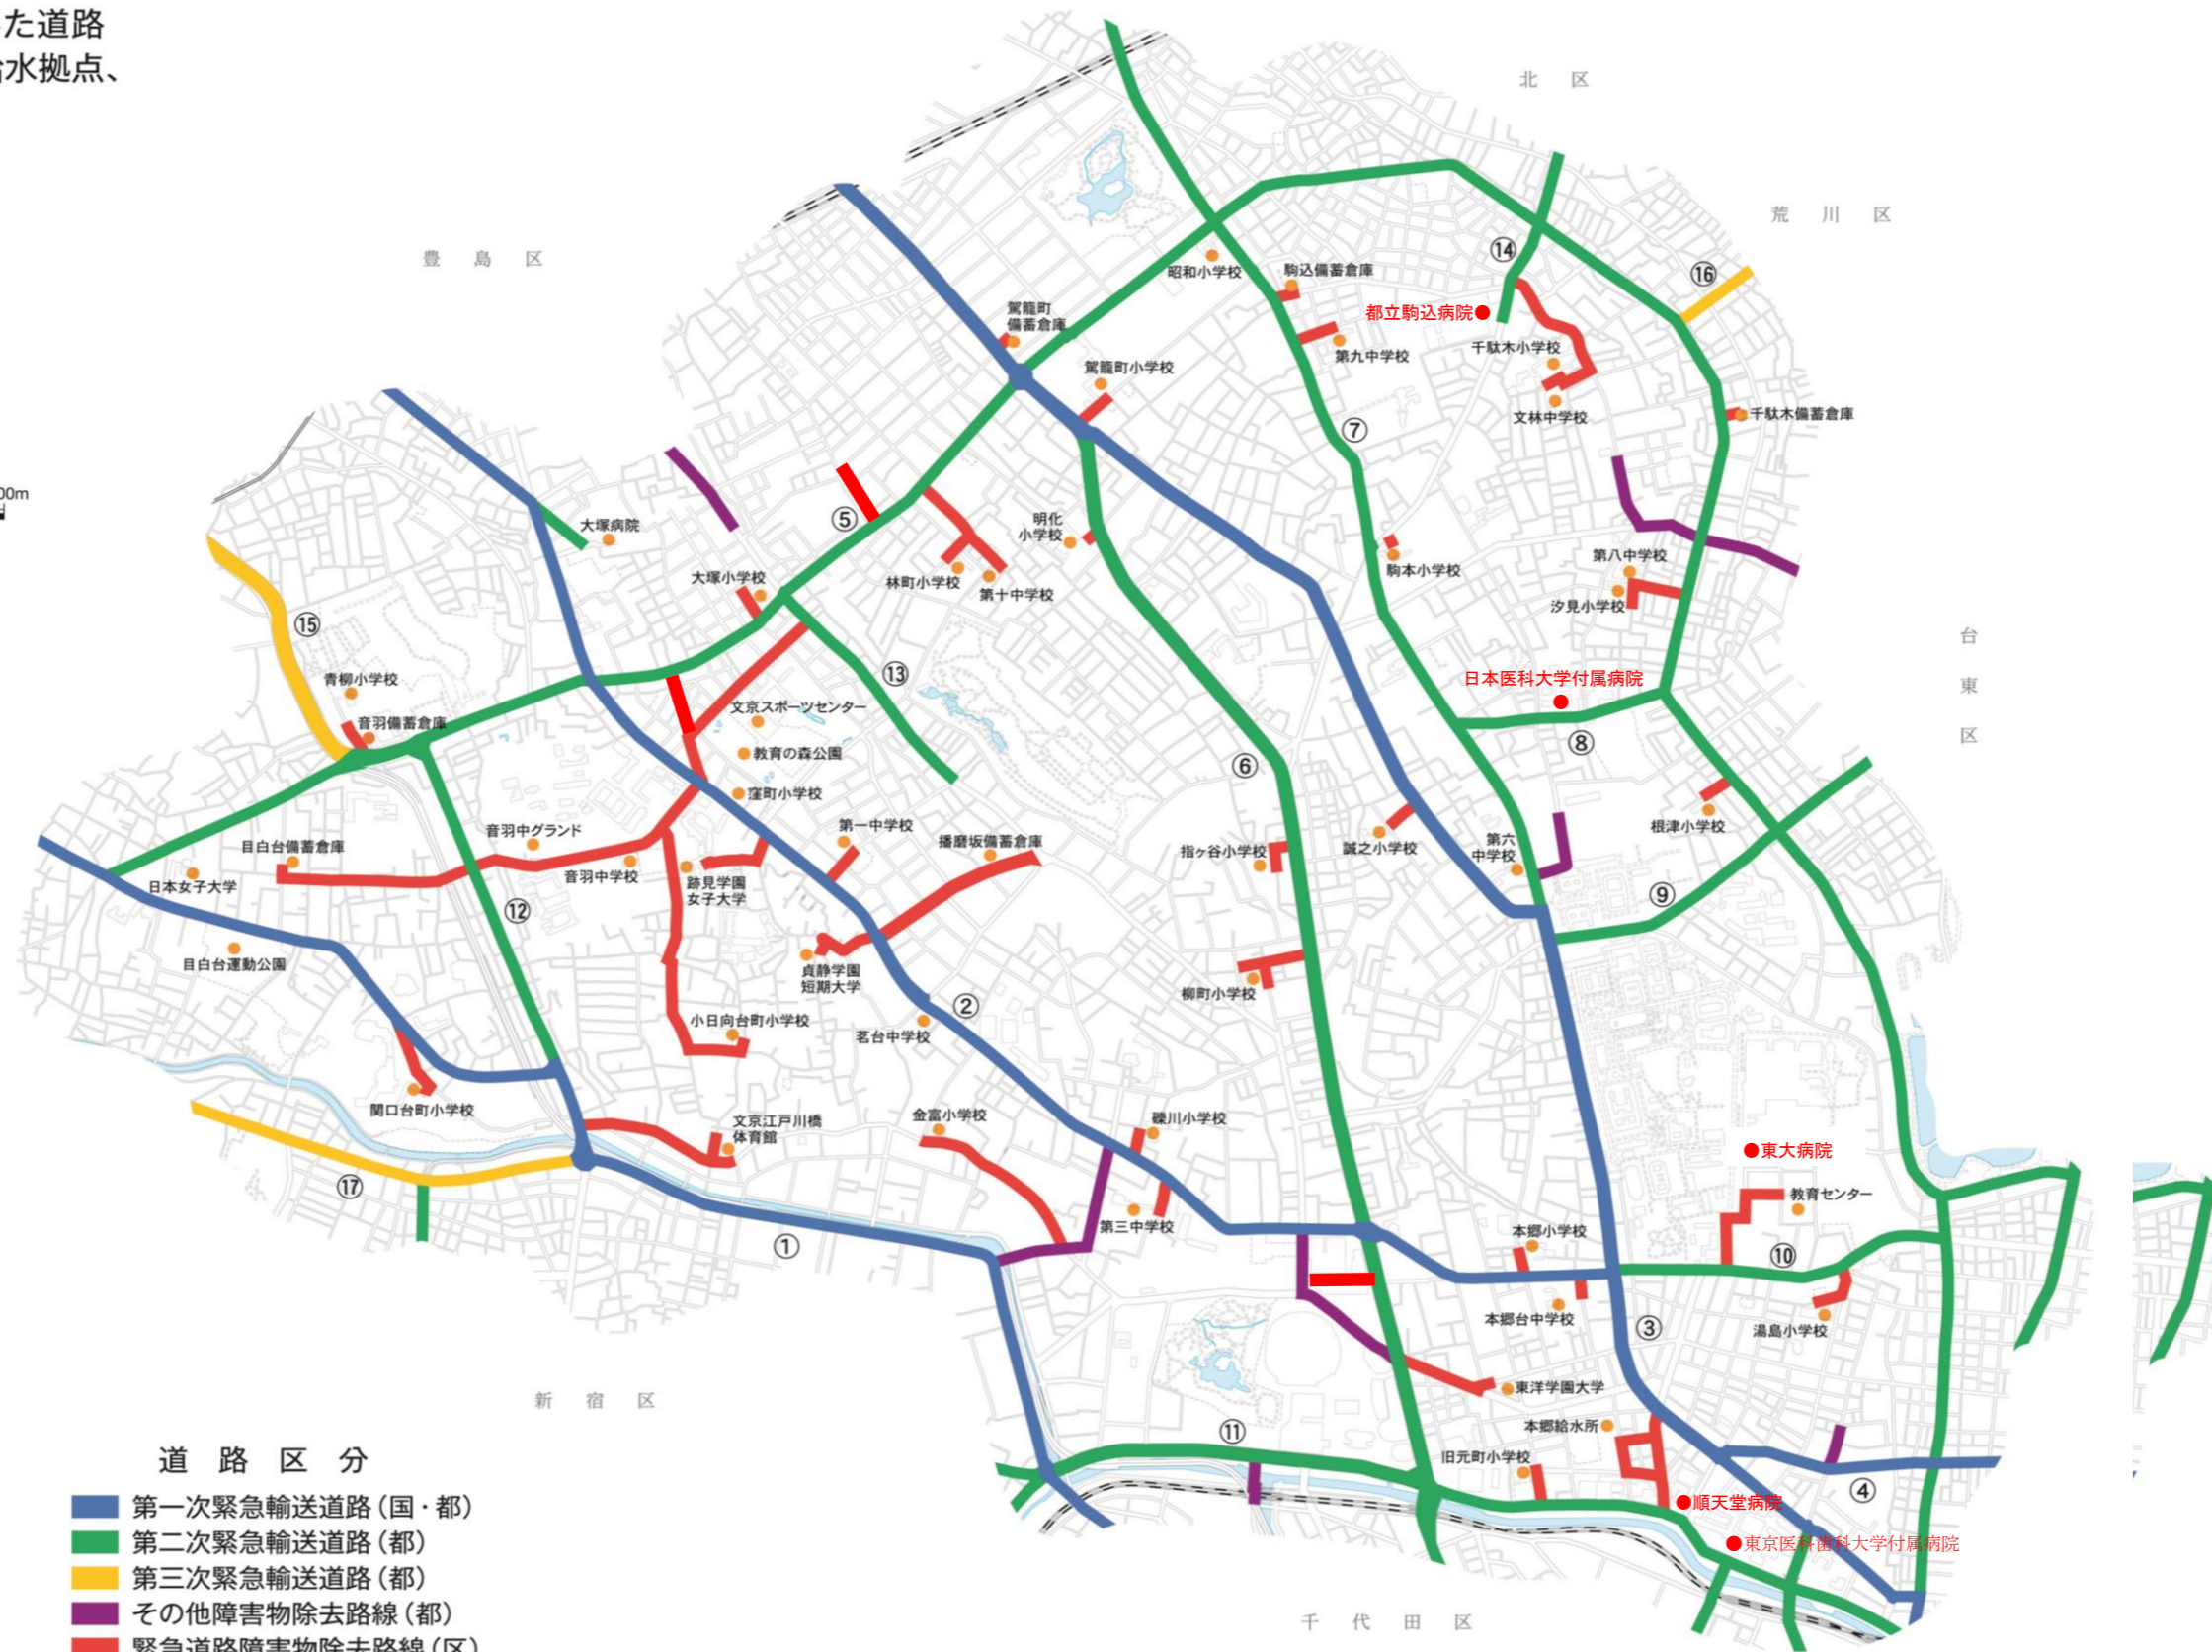 た道路
水拠点、
北 区
荒 川 区
豊 島 区
台
東
区
新 宿 区
千 代 田 区
00m
⑭
⑯
昭和小学校
駒込備蓄倉庫
都立駒込病院
駕籠町
備蓄倉庫
第九中学校
千駄木小学校
駕籠町小学校
文林中学校
千駄木備蓄倉庫
⑦
⑤
大塚病院
明化
小学校
大塚小学校
林町小学校
第十中学校
駒本小学校
第八中学校
汐見小学校
⑮
⑬
青柳小学校
音羽備蓄倉庫
文京スポーツセンター
教育の森公園
窪町小学校
日本医科大学付属病院
⑧
⑥
音羽中グランド
第一中学校
播磨坂備蓄倉庫
指ヶ谷小学校
誠之小学校
第六
中学校
根津小学校
目白台備蓄倉庫
日本女子大学
音羽中学校
跡見学園
女子大学
⑫
⑨
目白台運動公園
貞静学園
短期大学
柳町小学校
②
小日向台町小学校
茗台中学校
関口台町小学校
文京江戸川橋
体育館
金富小学校
礫川小学校
東大病院
⑰
教育センター
第三中学校
①
本郷小学校
⑩
本郷台中学校
③
湯島小学校
東洋学園大学
本郷給水所
⑪
旧元町小学校
④
順天堂病院
東京医科歯科大学付属病院
道 路 区 分
第一次緊急輸送道路（国・都）
第二次緊急輸送道路（都）
第三次緊急輸送道路（都）
その他障害物除去路線（都）
緊急道路障害物除去路線（区）